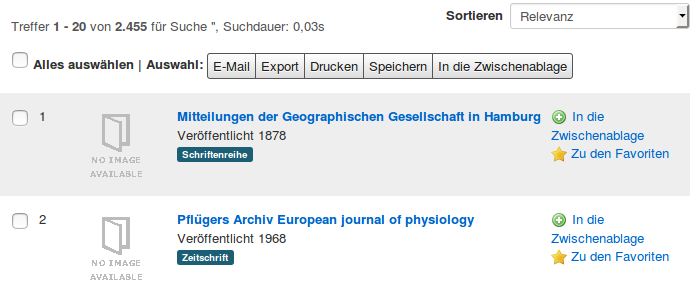 Sortieren Relevanz
Treffer 1 - 20 von 2.455 für Suche '', Suchdauer: 0,03s
Alles auswählen | Auswahl: E-Mail Export Drucken Speichern In die Zwischenablage
1
NO IMAGE
AVAILABLE
Mitteilungen der Geographischen Gesellschaft in Hamburg
Veröffentlicht 1878
Schriftenreihe
In die
Zwischenablage
Zu den Favoriten
2
NO IMAGE
AVAILABLE
Pflügers Archiv European journal of physiology
Veröffentlicht 1968
Zeitschrift
In die
Zwischenablage
Zu den Favoriten